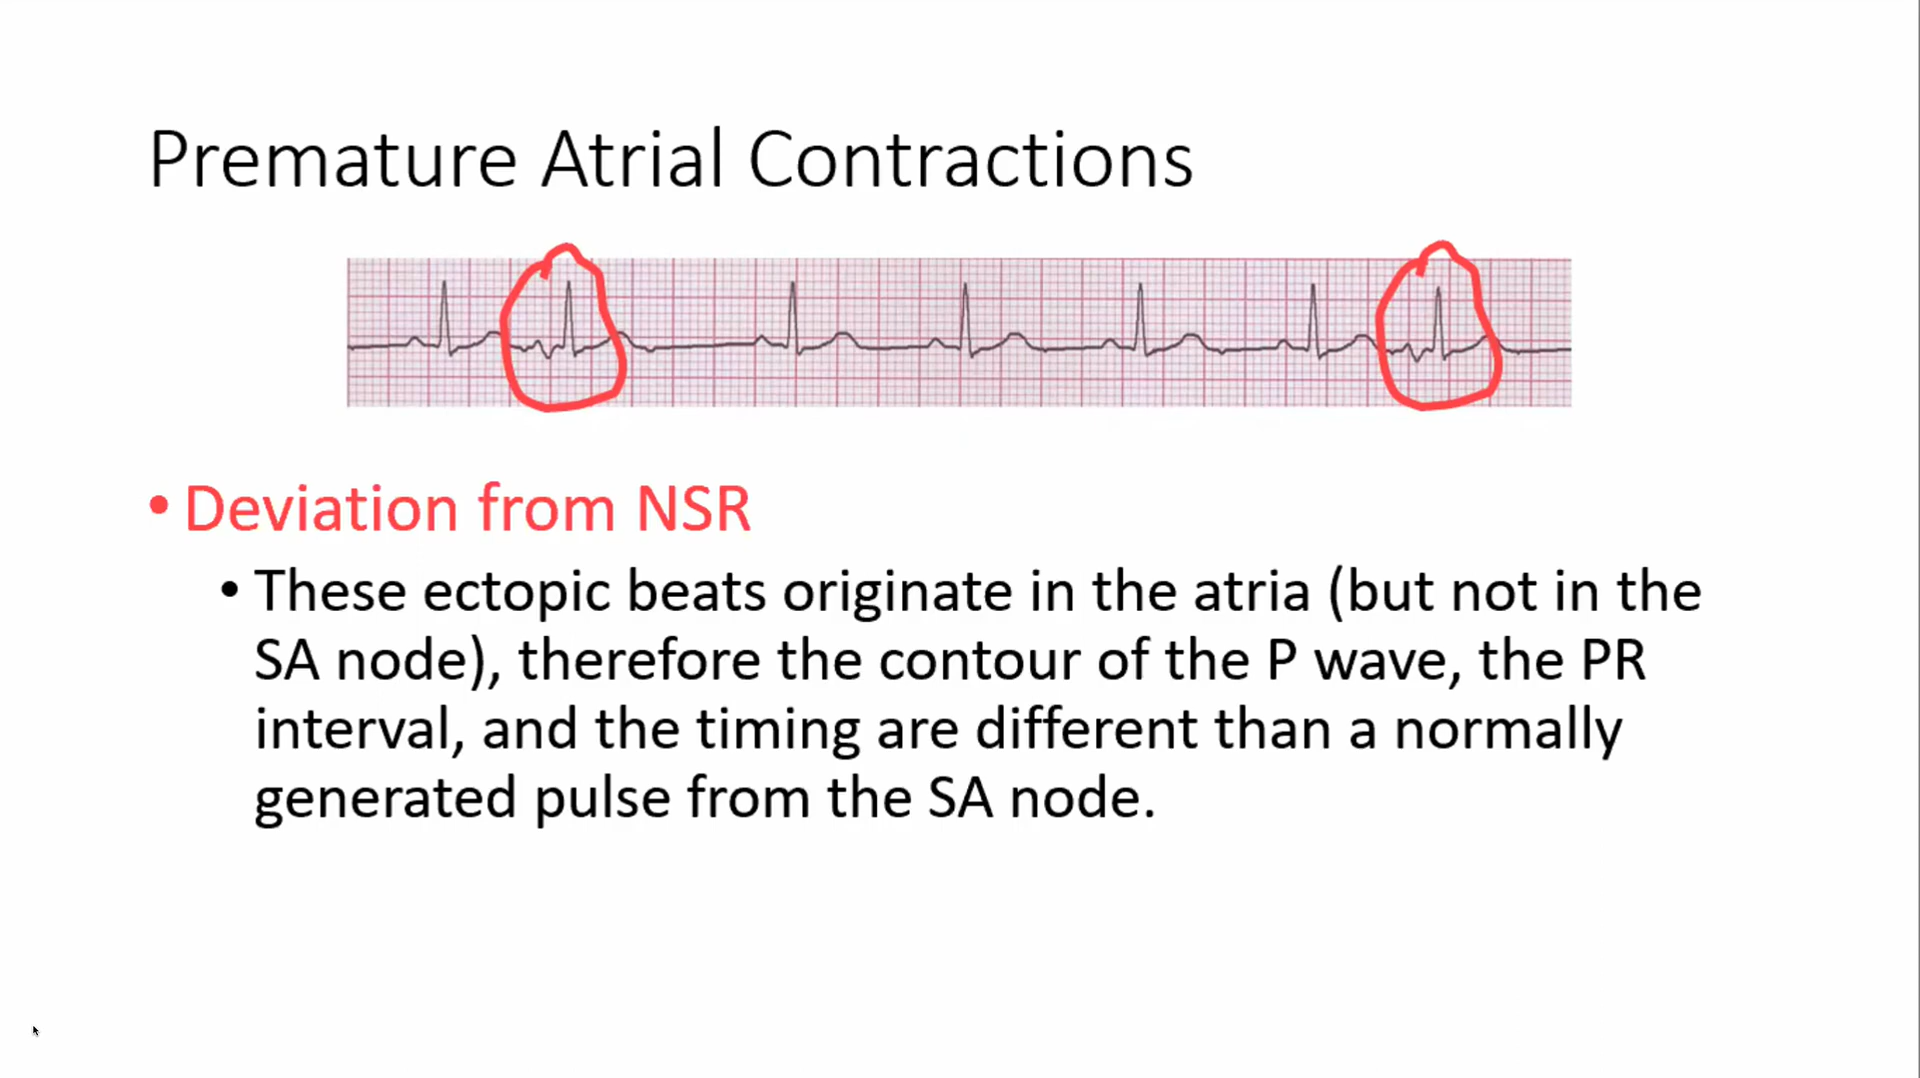 Premature Atrial Contractions
• Deviation from NSR
• These ectopic beats originate in the atria (but not in the
SA node), therefore the contour of the P wave, the PR
interval, and the timing are different than a normally
generated pulse from the SA node.